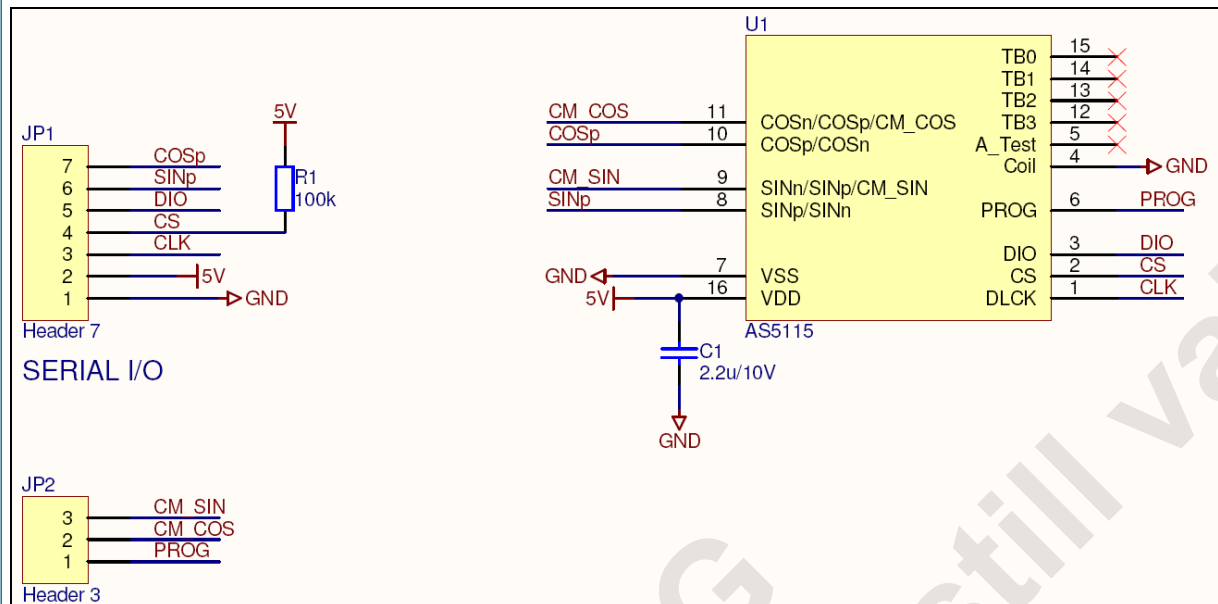 JP1
7 COSp
6 SINp
5 DIO
4 CS
3 CLK
2 5V
1 GND
Header 7
SERIAL I/O
5V
R1
100k
JP2
3 CM_SIN
2 CM_COS
1 PROG
Header 3
U1
CM_COS 11 COSn/COSp/CM_COS
COSp 10 COSp/COSn
CM_SIN 9 SINn/SINp/CM_SIN
SINp 8 SINp/SINn
GND 7 VSS
5V 16 VDD
TB0 15
TB1 14
TB2 13
TB3 12
A_Test 5
Coil 4 GND
PROG 6 PROG
DIO 3 DIO
CS 2 CS
DLCK 1 CLK
AS5115
C1
2.2u/10V
GND
G
still va